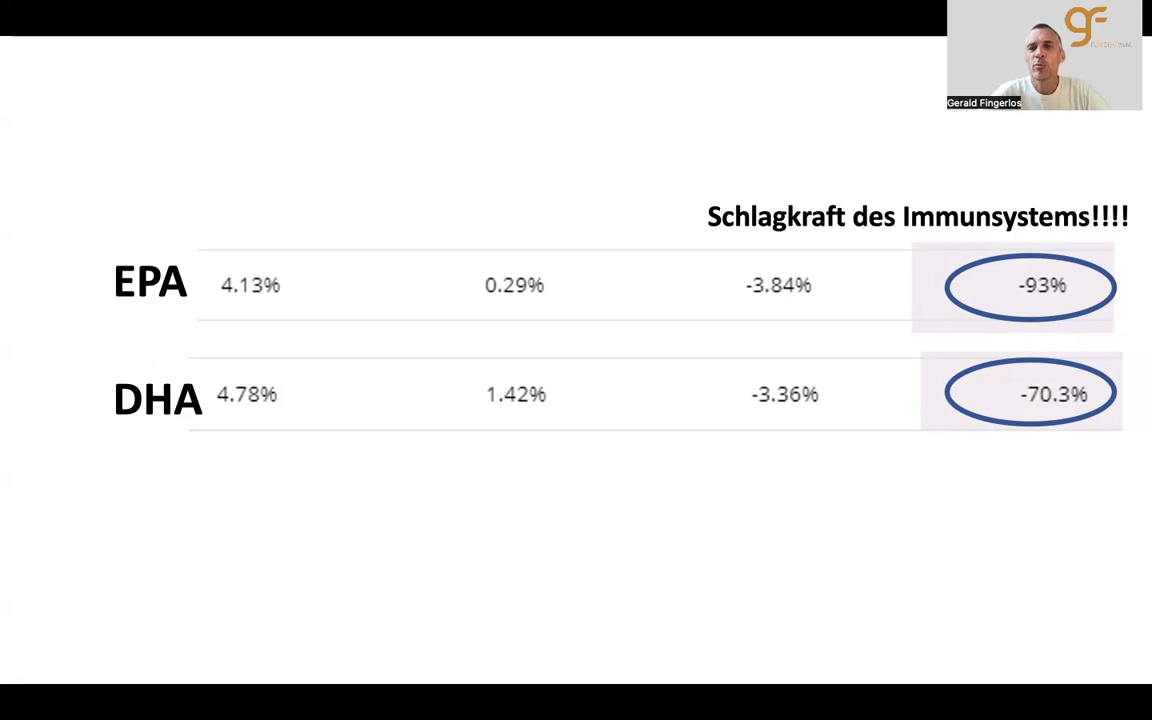 gF
Gerald Fingerlos
Schlagkraft des Immunsystems!!!!
EPA 4.13% 0.29% -3.84% -93%
DHA 4.78% 1.42% -3.36% -70.3%